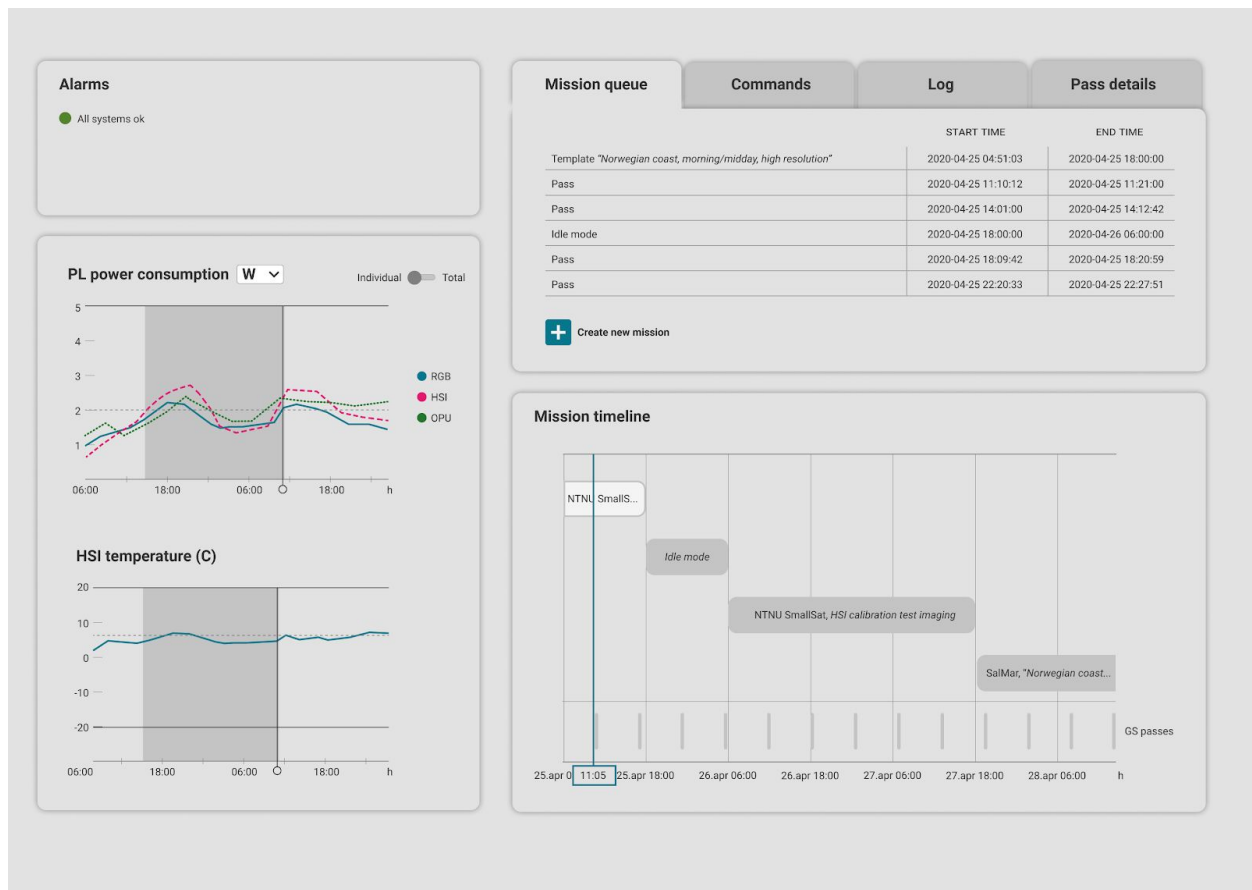 Alarms
All systems ok
PL power consumption W
Individual Total
5
4
3
2
1
RGB
HSI
OPU
06:00 18:00 06:00 18:00 h
HSI temperature (C)
20
10
0
-10
-20
06:00 18:00 06:00 18:00 h
Mission queue Commands Log Pass details
START TIME END TIME
Template “Norwegian coast, morning/midday, high resolution” 2020-04-25 04:51:03 2020-04-25 18:00:00
Pass 2020-04-25 11:10:12 2020-04-25 11:21:00
Pass 2020-04-25 14:01:00 2020-04-25 14:12:42
Idle mode 2020-04-25 18:00:00 2020-04-26 06:00:00
Pass 2020-04-25 18:09:42 2020-04-25 18:20:59
Pass 2020-04-25 22:20:33 2020-04-25 22:27:51
Create new mission
Mission timeline
NTNU SmallS...
Idle mode
NTNU SmallSat, HSI calibration test imaging
SalMar, “Norwegian coast...
GS passes
25.apr 0 11:05 25.apr 18:00 26.apr 06:00 26.apr 18:00 27.apr 06:00 27.apr 18:00 28.apr 06:00 h